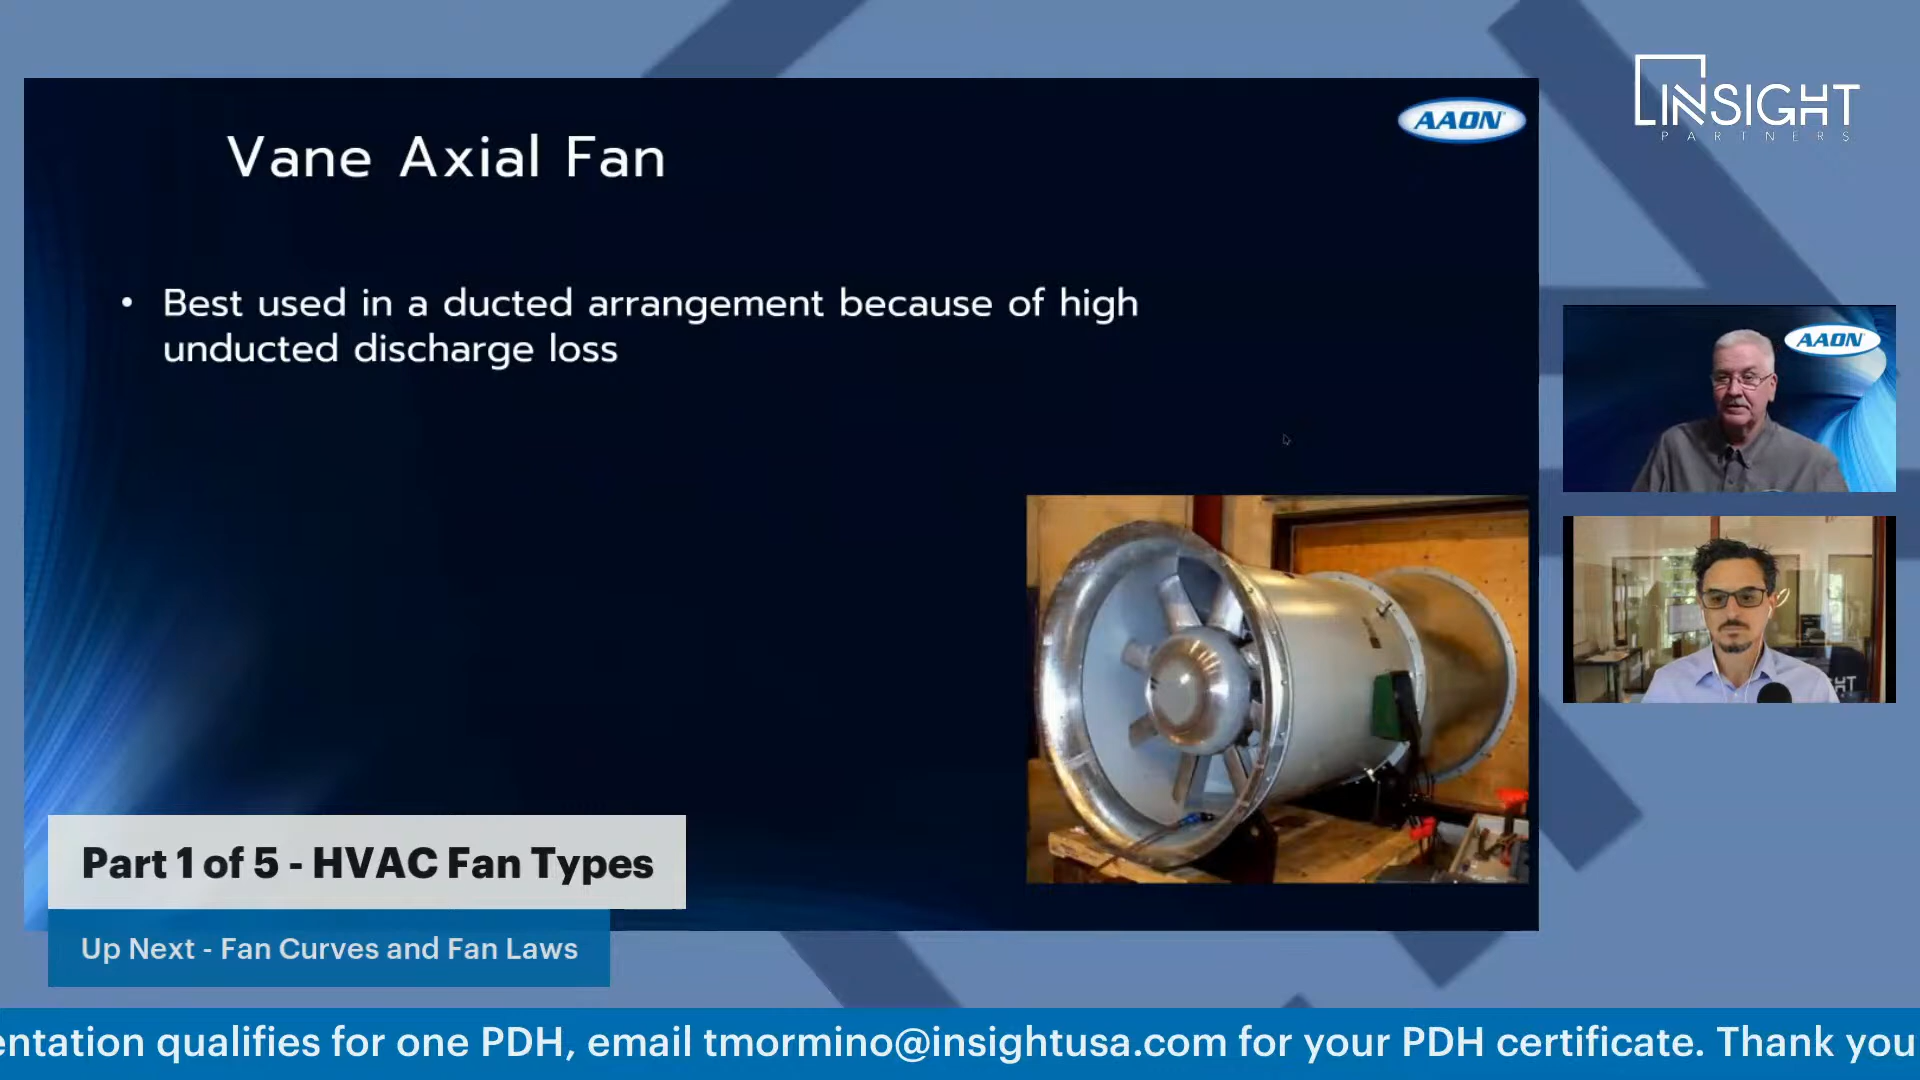 Vane Axial Fan
AAON
INSIGHT
PARTNERS
• Best used in a ducted arrangement because of high
unducted discharge loss
AAON
Part 1 of 5 - HVAC Fan Types
Up Next - Fan Curves and Fan Laws
entation qualifies for one PDH, email tmormino@insightusa.com for your PDH certificate. Thank you